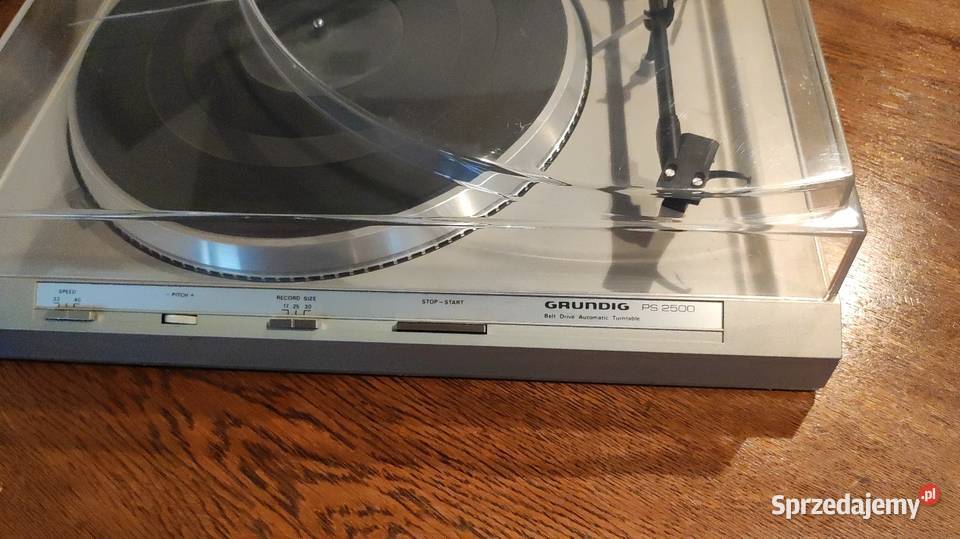 SPEED
33 45
- PITCH +
RECORD SIZE
17 25 30
STOP-START
GRUNDIG PS 2500
Belt Drive Automatic Turntable
Sprzedajemy.pl